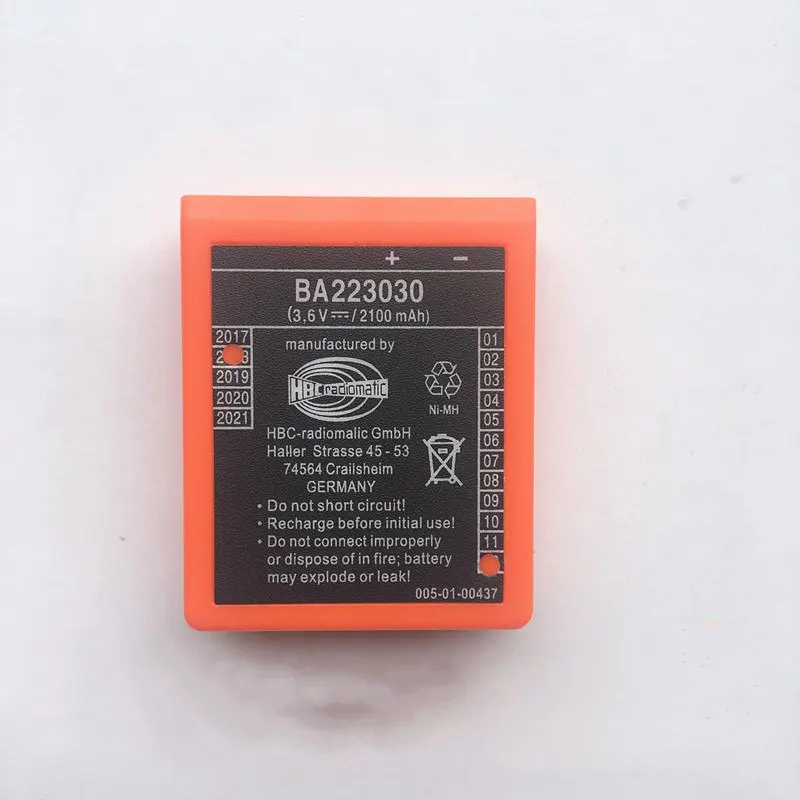 + −
BA223030
(3,6V⎓/2100 mAh)
2017
2019
2020
2021
manufactured by
HBC radiomatic
Ni-MH
HBC-radiomalic GmbH
Haller Strasse 45 - 53
74564 Crailsheim
GERMANY
• Do not short circuit!
• Recharge before initial use!
• Do not connect improperly
or dispose of in fire; battery
may explode or leak!
01
02
03
04
05
06
07
08
09
10
11
005-01-00437